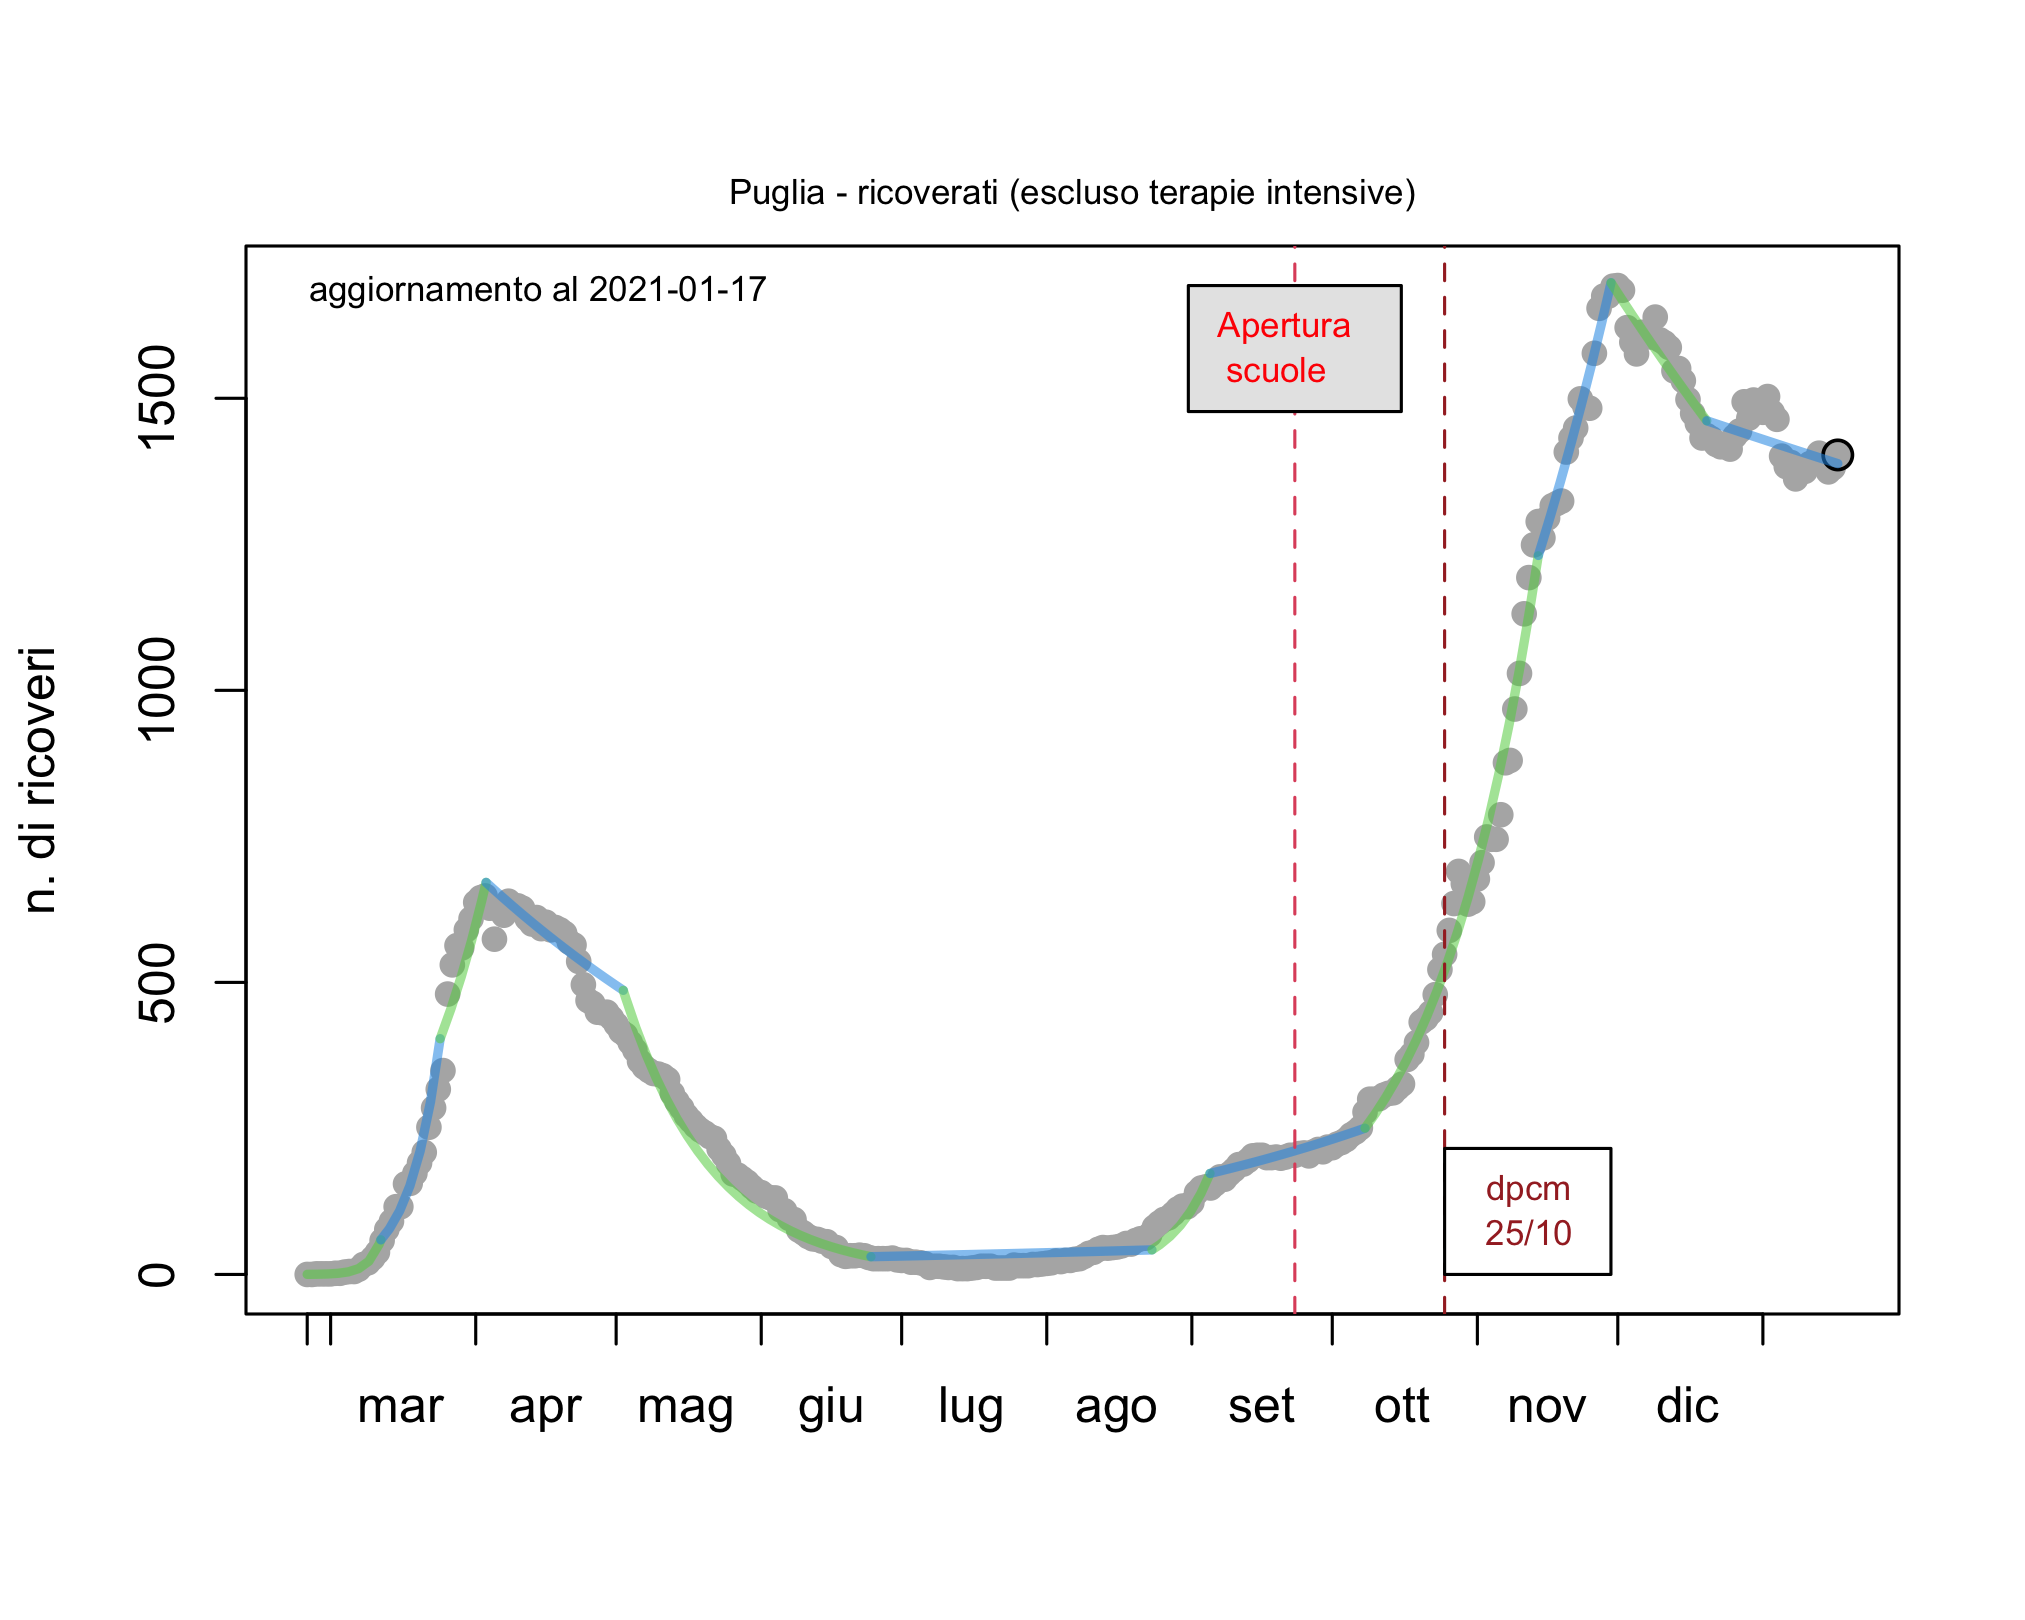 Puglia - ricoverati (escluso terapie intensive)
aggiornamento al 2021-01-17
Apertura
scuole
dpcm
25/10
n. di ricoveri
1500
1000
500
0
mar apr mag giu lug ago set ott nov dic